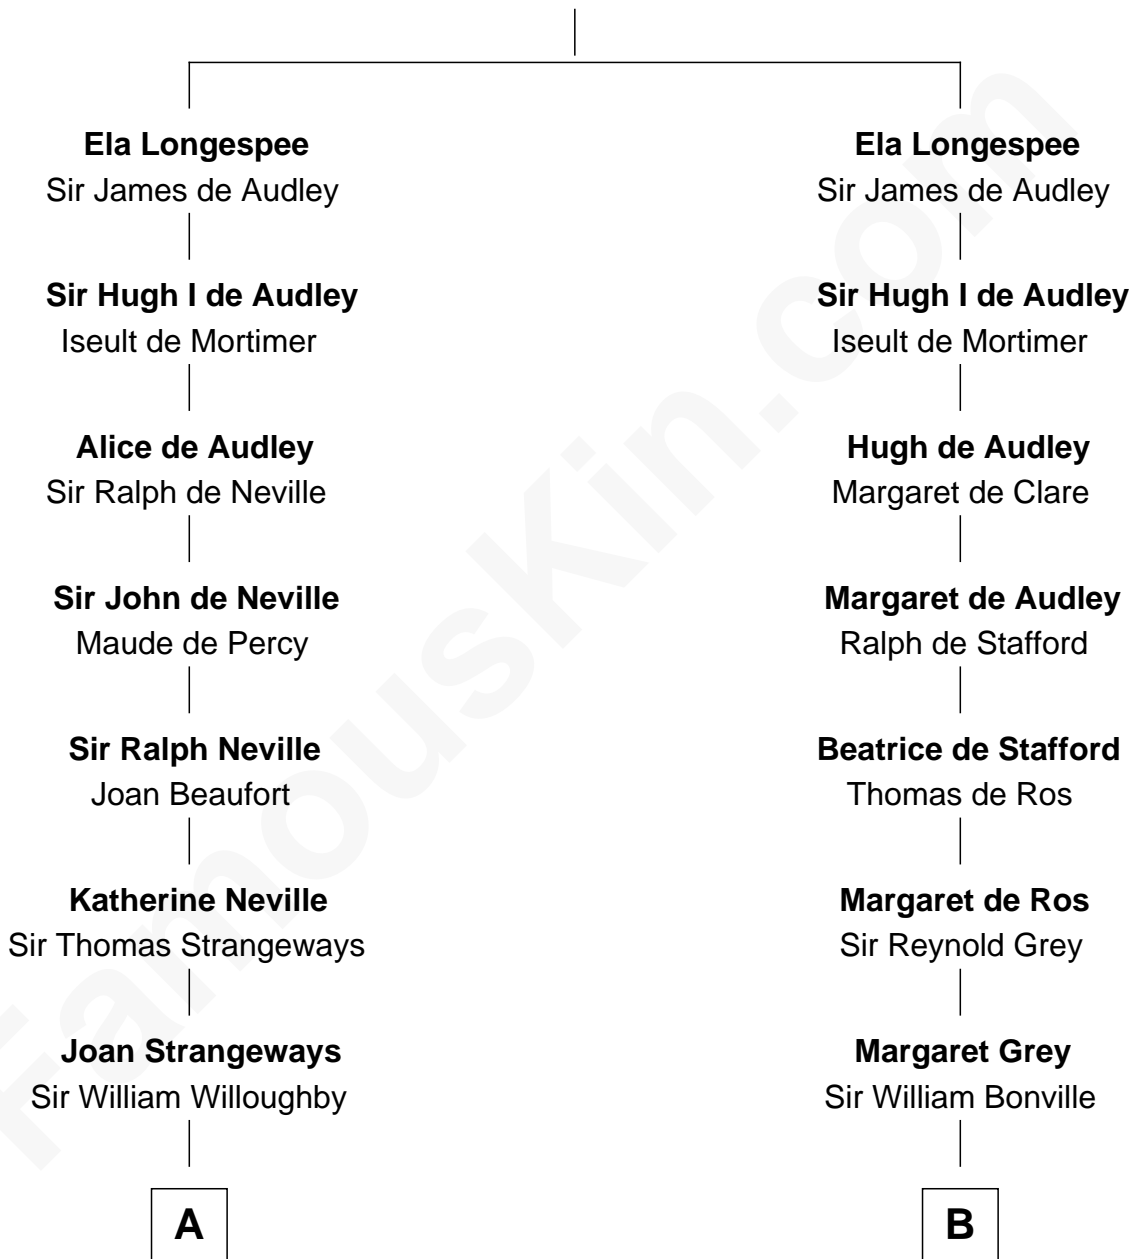 Ela Longespee
Sir James de Audley
Sir Hugh I de Audley
Iseult de Mortimer
Alice de Audley
Sir Ralph de Neville
Sir John de Neville
Maude de Percy
Sir Ralph Neville
Joan Beaufort
Katherine Neville
Sir Thomas Strangeways
Joan Strangeways
Sir William Willoughby
A
Ela Longespee
Sir James de Audley
Sir Hugh I de Audley
Iseult de Mortimer
Hugh de Audley
Margaret de Clare
Margaret de Audley
Ralph de Stafford
Beatrice de Stafford
Thomas de Ros
Margaret de Ros
Sir Reynold Grey
Margaret Grey
Sir William Bonville
B
FamousKin.com